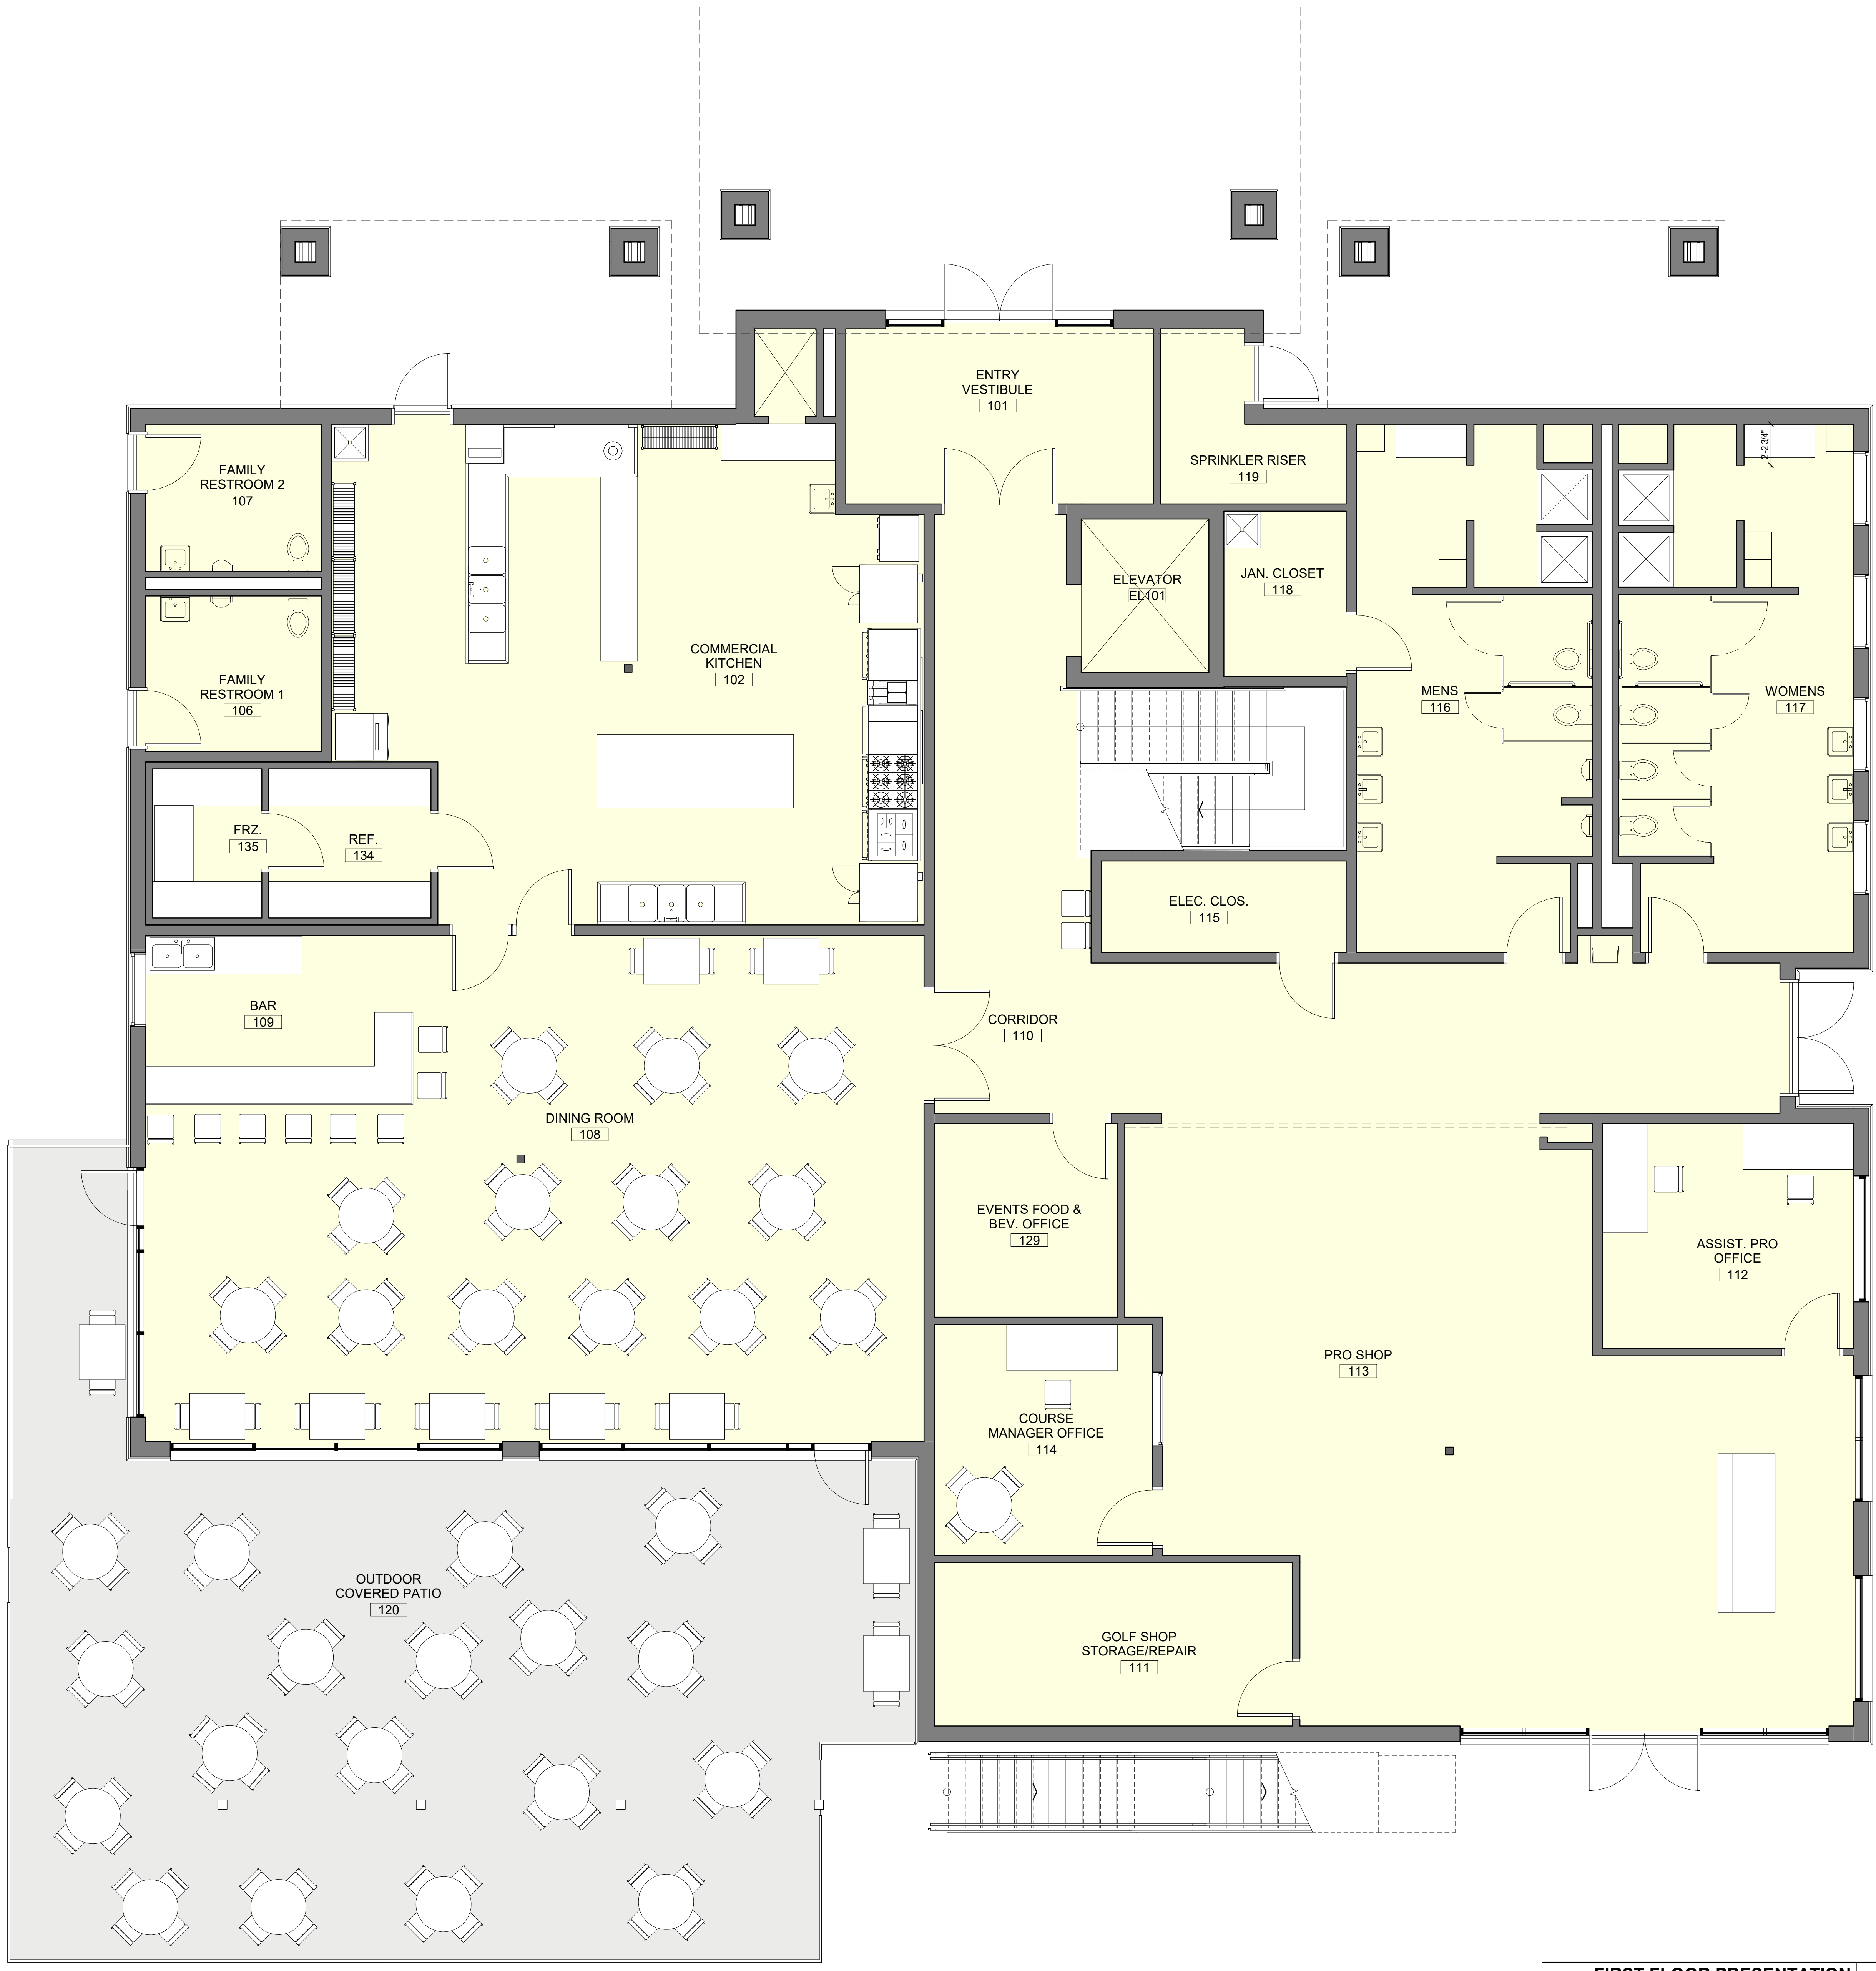 ENTRY
VESTIBULE
101
SPRINKLER RISER
119
2'-2 3/4"
FAMILY
RESTROOM 2
107
ELEVATOR
EL101
JAN. CLOSET
118
COMMERCIAL
KITCHEN
102
FAMILY
RESTROOM 1
106
MENS
116
WOMENS
117
FRZ.
135
REF.
134
ELEC. CLOS.
115
BAR
109
CORRIDOR
110
DINING ROOM
108
EVENTS FOOD &
BEV. OFFICE
129
ASSIST. PRO
OFFICE
112
PRO SHOP
113
COURSE
MANAGER OFFICE
114
OUTDOOR
COVERED PATIO
120
GOLF SHOP
STORAGE/REPAIR
111
FIRST FLOOR PRESENTATION